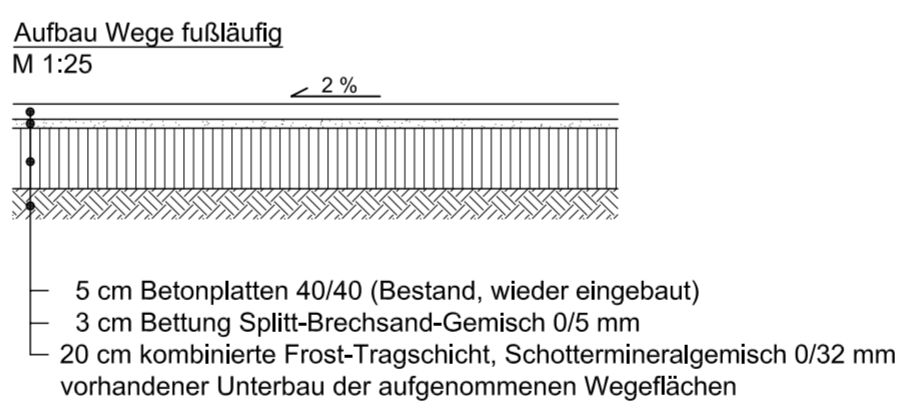 Aufbau Wege fußläufig
M 1:25
2 %
5 cm Betonplatten 40/40 (Bestand, wieder eingebaut)
3 cm Bettung Splitt-Brechsand-Gemisch 0/5 mm
20 cm kombinierte Frost-Tragschicht, Schottermineralgemisch 0/32 mm
vorhandener Unterbau der aufgenommenen Wegeflächen